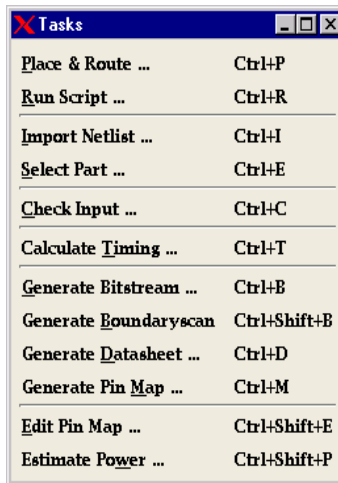 Tasks
Place & Route ... Ctrl+P
Run Script ... Ctrl+R
Import Netlist ... Ctrl+I
Select Part ... Ctrl+E
Check Input ... Ctrl+C
Calculate Timing ... Ctrl+T
Generate Bitstream ... Ctrl+B
Generate Boundaryscan Ctrl+Shift+B
Generate Datasheet ... Ctrl+D
Generate Pin Map ... Ctrl+M
Edit Pin Map ... Ctrl+Shift+E
Estimate Power ... Ctrl+Shift+P